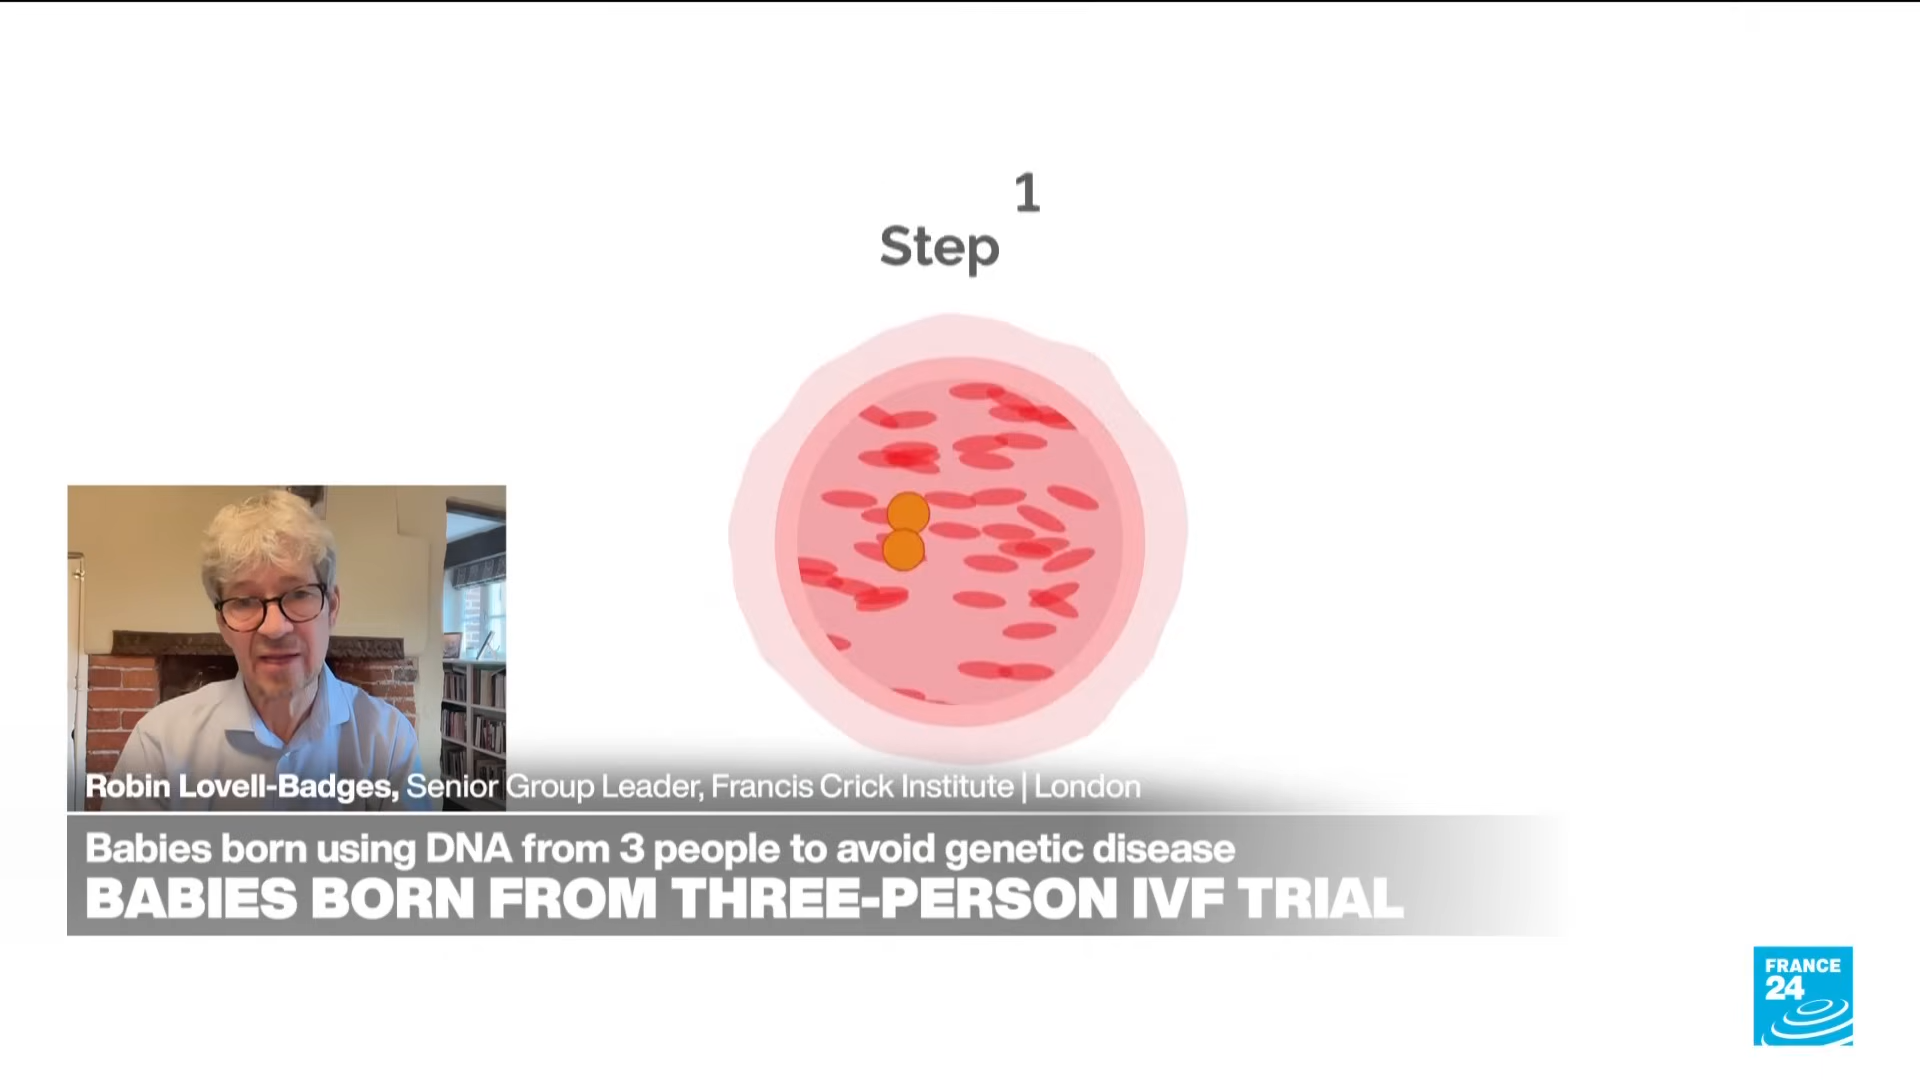 1
Step
Robin Lovell-Badges, Senior Group Leader, Francis Crick Institute | London
Babies born using DNA from 3 people to avoid genetic disease
BABIES BORN FROM THREE-PERSON IVF TRIAL
FRANCE
24